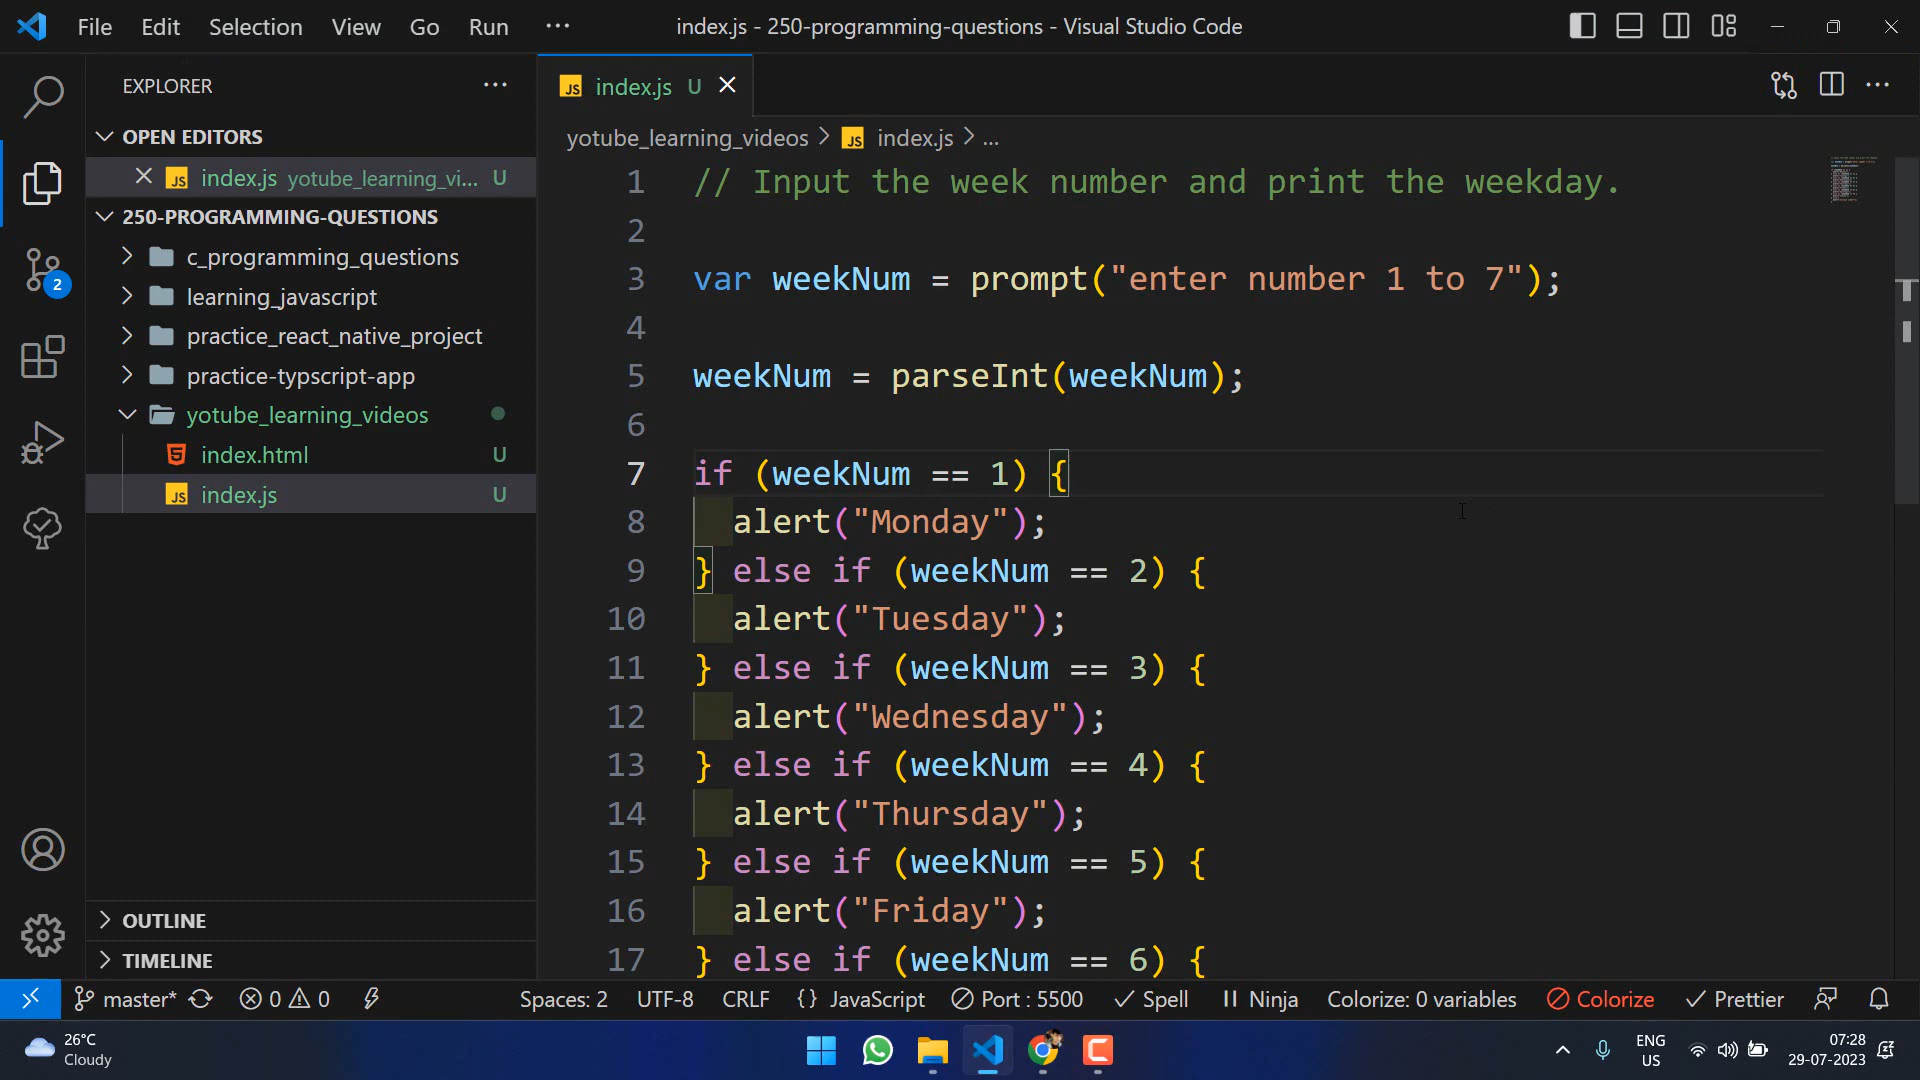 File Edit Selection View Go Run ··· index.js - 250-programming-questions - Visual Studio Code
EXPLORER ···
OPEN EDITORS
index.js yotube_learning_vi... U
250-PROGRAMMING-QUESTIONS
c_programming_questions
learning_javascript
practice_react_native_project
practice-typscript-app
yotube_learning_videos
index.html U
index.js U
OUTLINE
TIMELINE
2
JS index.js U
yotube_learning_videos > JS index.js > ...
1 // Input the week number and print the weekday.
2
3 var weekNum = prompt("enter number 1 to 7");
4
5 weekNum = parseInt(weekNum);
6
7 if (weekNum == 1) {
8 alert("Monday");
9 } else if (weekNum == 2) {
10 alert("Tuesday");
11 } else if (weekNum == 3) {
12 alert("Wednesday");
13 } else if (weekNum == 4) {
14 alert("Thursday");
15 } else if (weekNum == 5) {
16 alert("Friday");
17 } else if (weekNum == 6) {
master* 0 0 Spaces: 2 UTF-8 CRLF {} JavaScript Port : 5500 Spell Ninja Colorize: 0 variables Colorize Prettier
26°C
Cloudy
ENG
US
07:28
29-07-2023